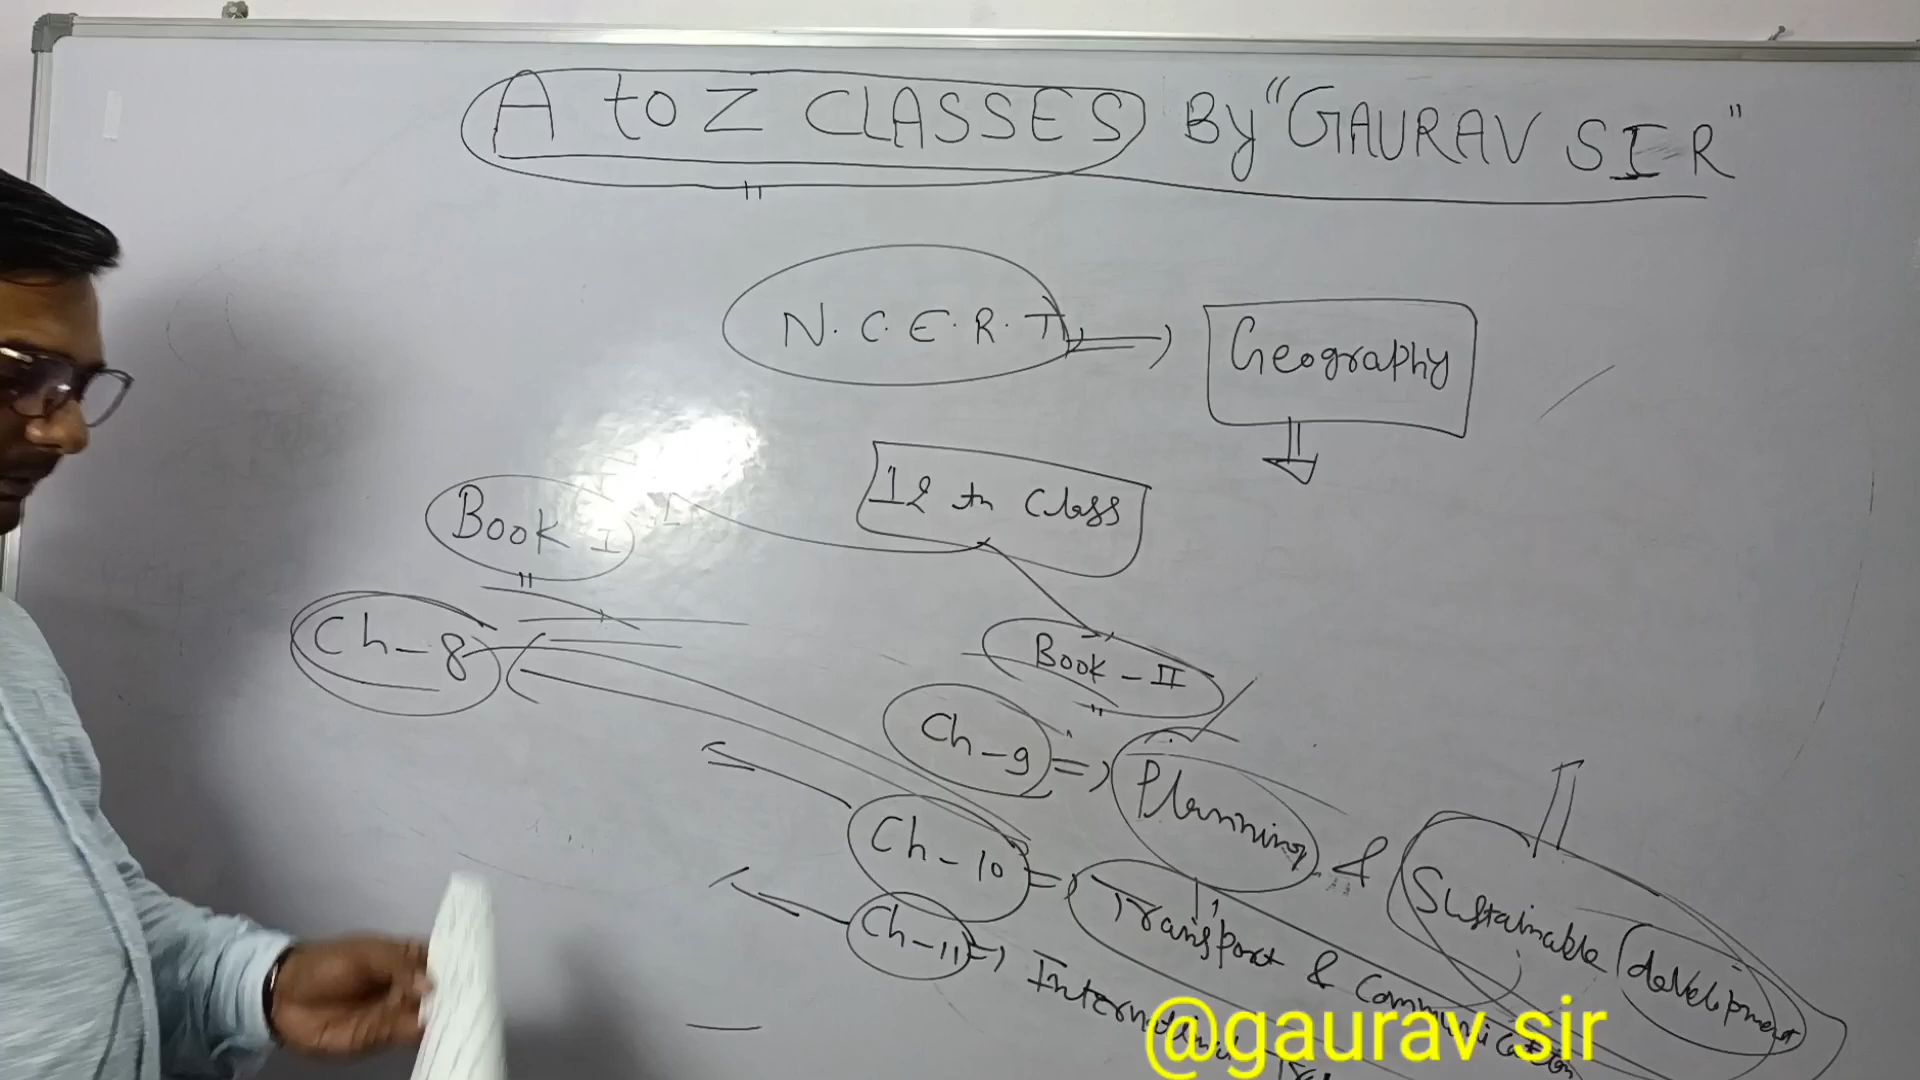 A to Z CLASSES By "GAURAV SIR"
N.C.E.R.T
Geography
12 th Class
Book I
Book - II
Ch - 8
Ch - 9 Planning & Sustainable development
Ch - 10 Transport & Communication
Ch - 11 International
@gaurav sir